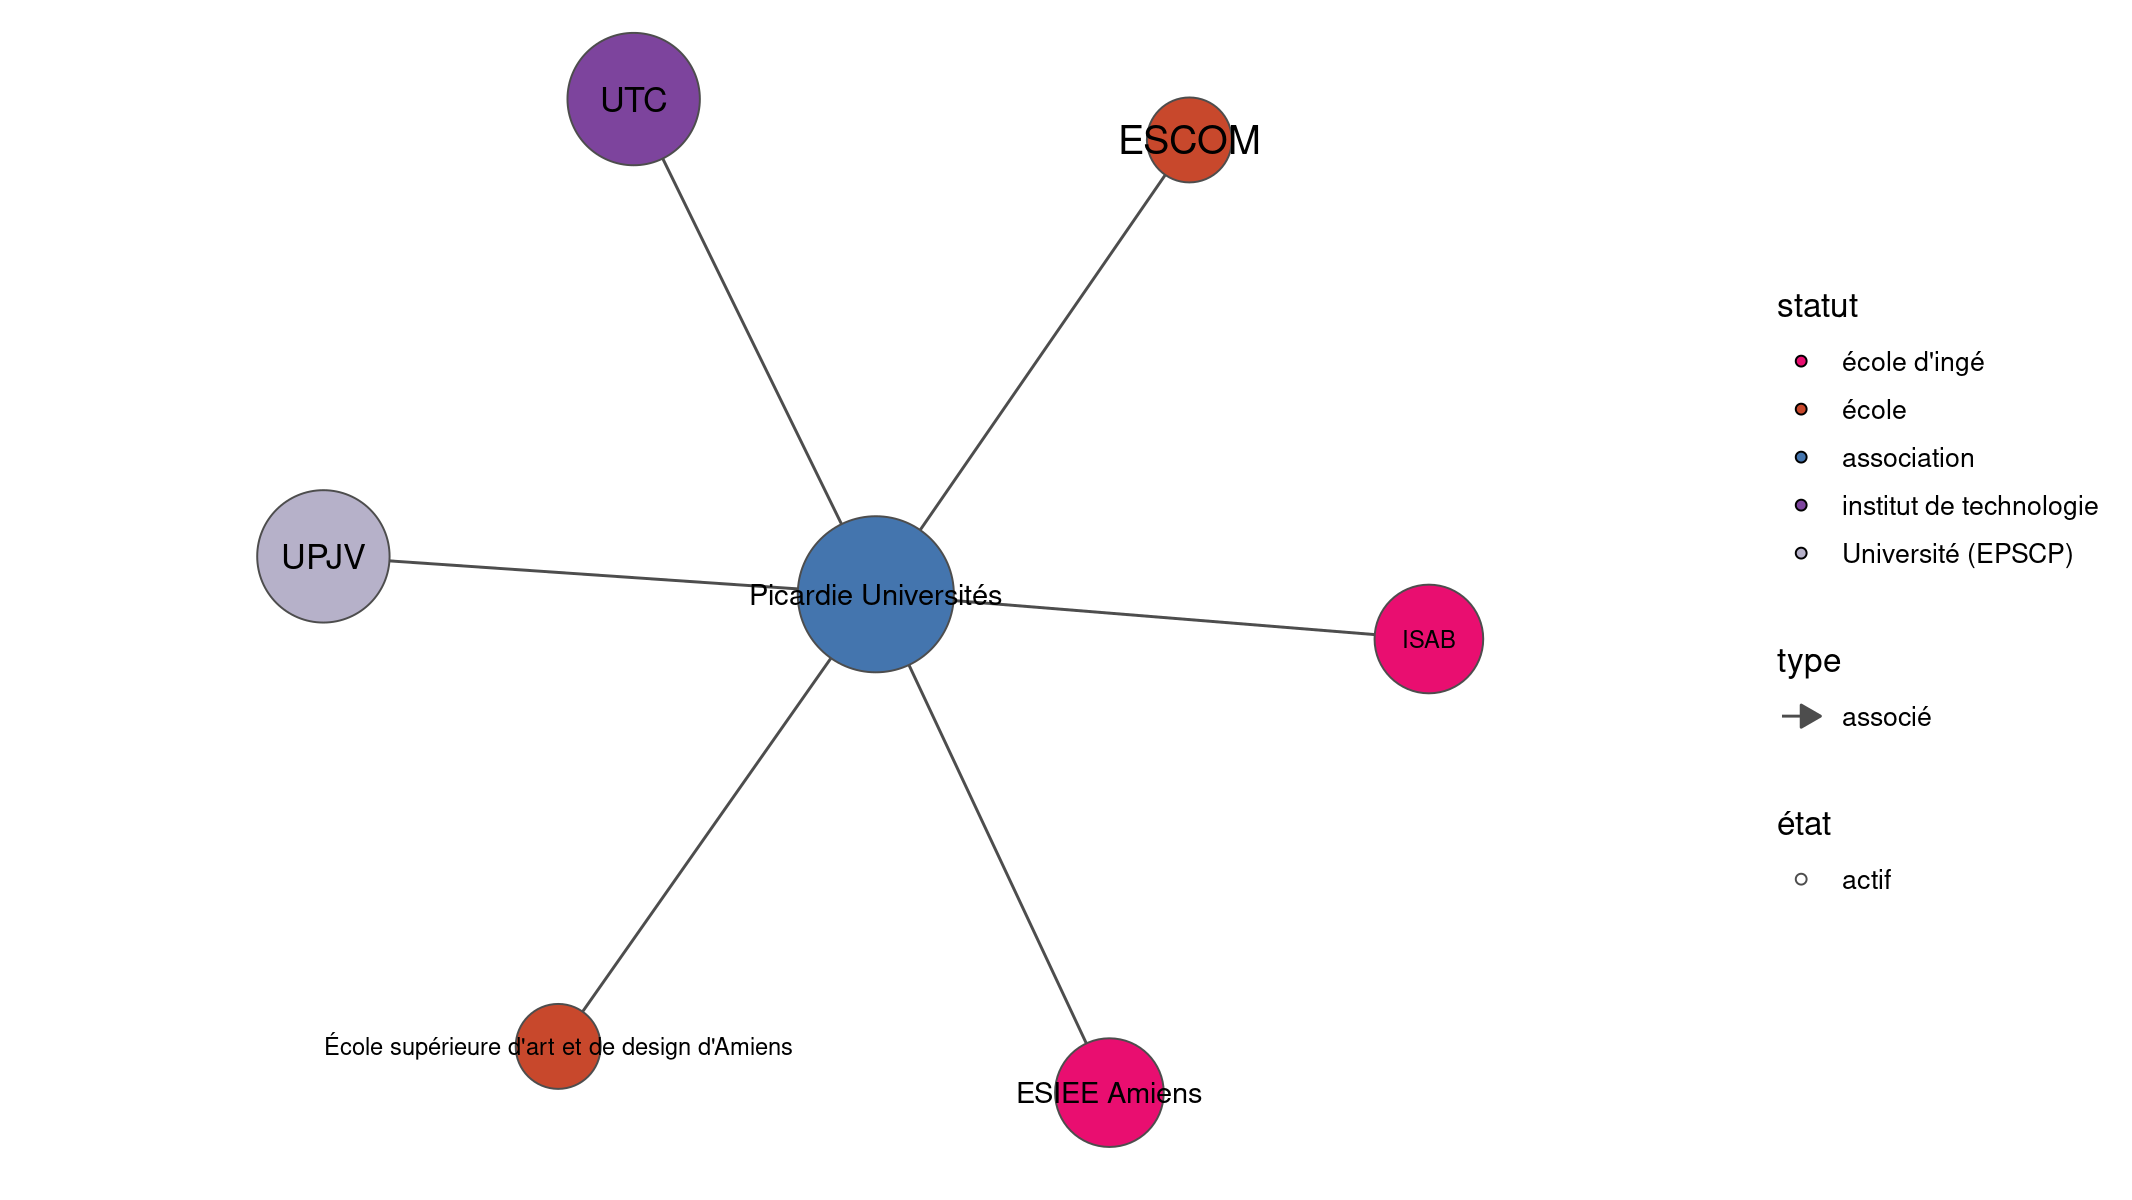 UTC
ESCOM
UPJV
Picardie Universités
ISAB
École supérieure d'art et de design d'Amiens
ESIEE Amiens
statut
école d'ingé
école
association
institut de technologie
Université (EPSCP)
type
associé
état
actif